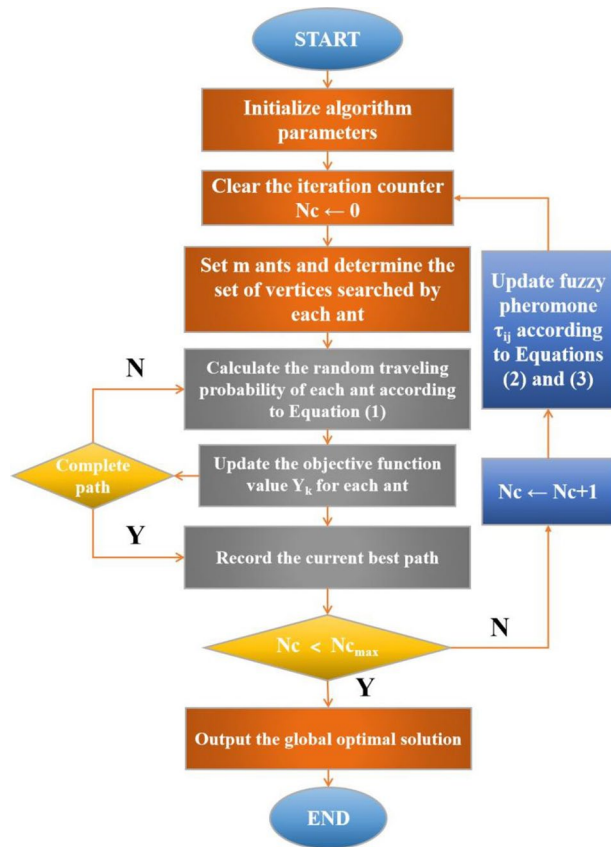 START
Initialize algorithm
parameters
Clear the iteration counter
Nc ← 0
Set m ants and determine the
set of vertices searched by
each ant
Update fuzzy
pheromone
τij according
to Equations
(2) and (3)
N
Calculate the random traveling
probability of each ant according
to Equation (1)
Complete
path
Update the objective function
value Yk for each ant
Nc ← Nc+1
Y
Record the current best path
Nc < Ncmax
N
Y
Output the global optimal solution
END